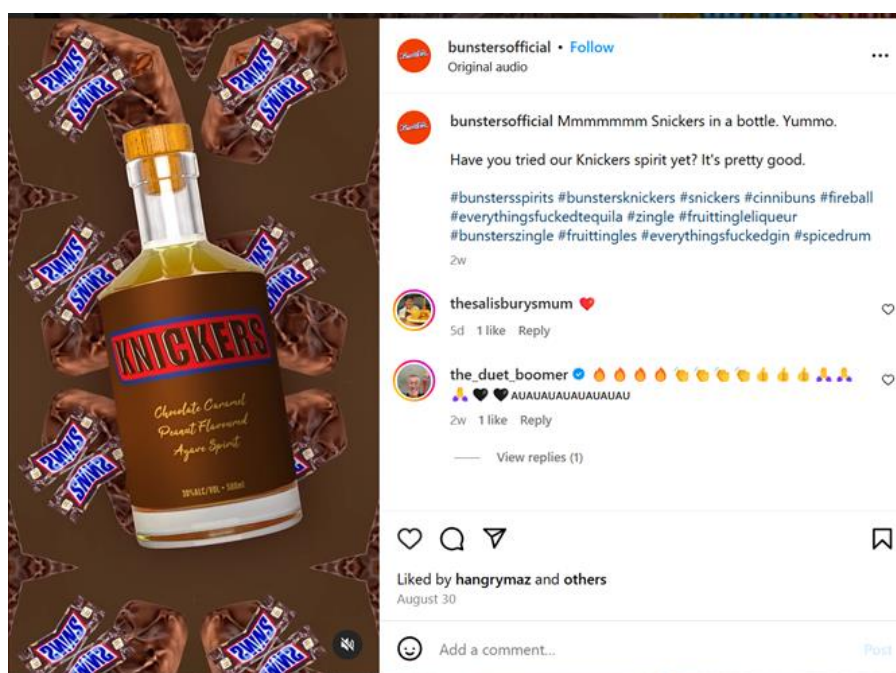 bunstersofficial • Follow
Original audio
bunstersofficial Mmmmmmm Snickers in a bottle. Yummo.
Have you tried our Knickers spirit yet? It's pretty good.
#bunstersspirits #bunstersknickers #snickers #cinnibuns #fireball
#everythingsfuckedtequila #zingle #fruittingleliqueur
#bunsterszingle #fruittingles #everythingsfuckedgin #spicedrum
2w
thesalisburysmum ❤️
5d 1 like Reply
the_duet_boomer 🔥🔥🔥🔥👏👏👏👏👍👍👍🙏🙏
🙏🖤🖤AUAUAUAUAUAUAUAU
2w 1 like Reply
View replies (1)
Liked by hangrymaz and others
August 30
Add a comment...
Post
KNICKERS
Chocolate Caramel
Peanut Flavoured
Agave Spirit
30%ALC/VOL • 500ml